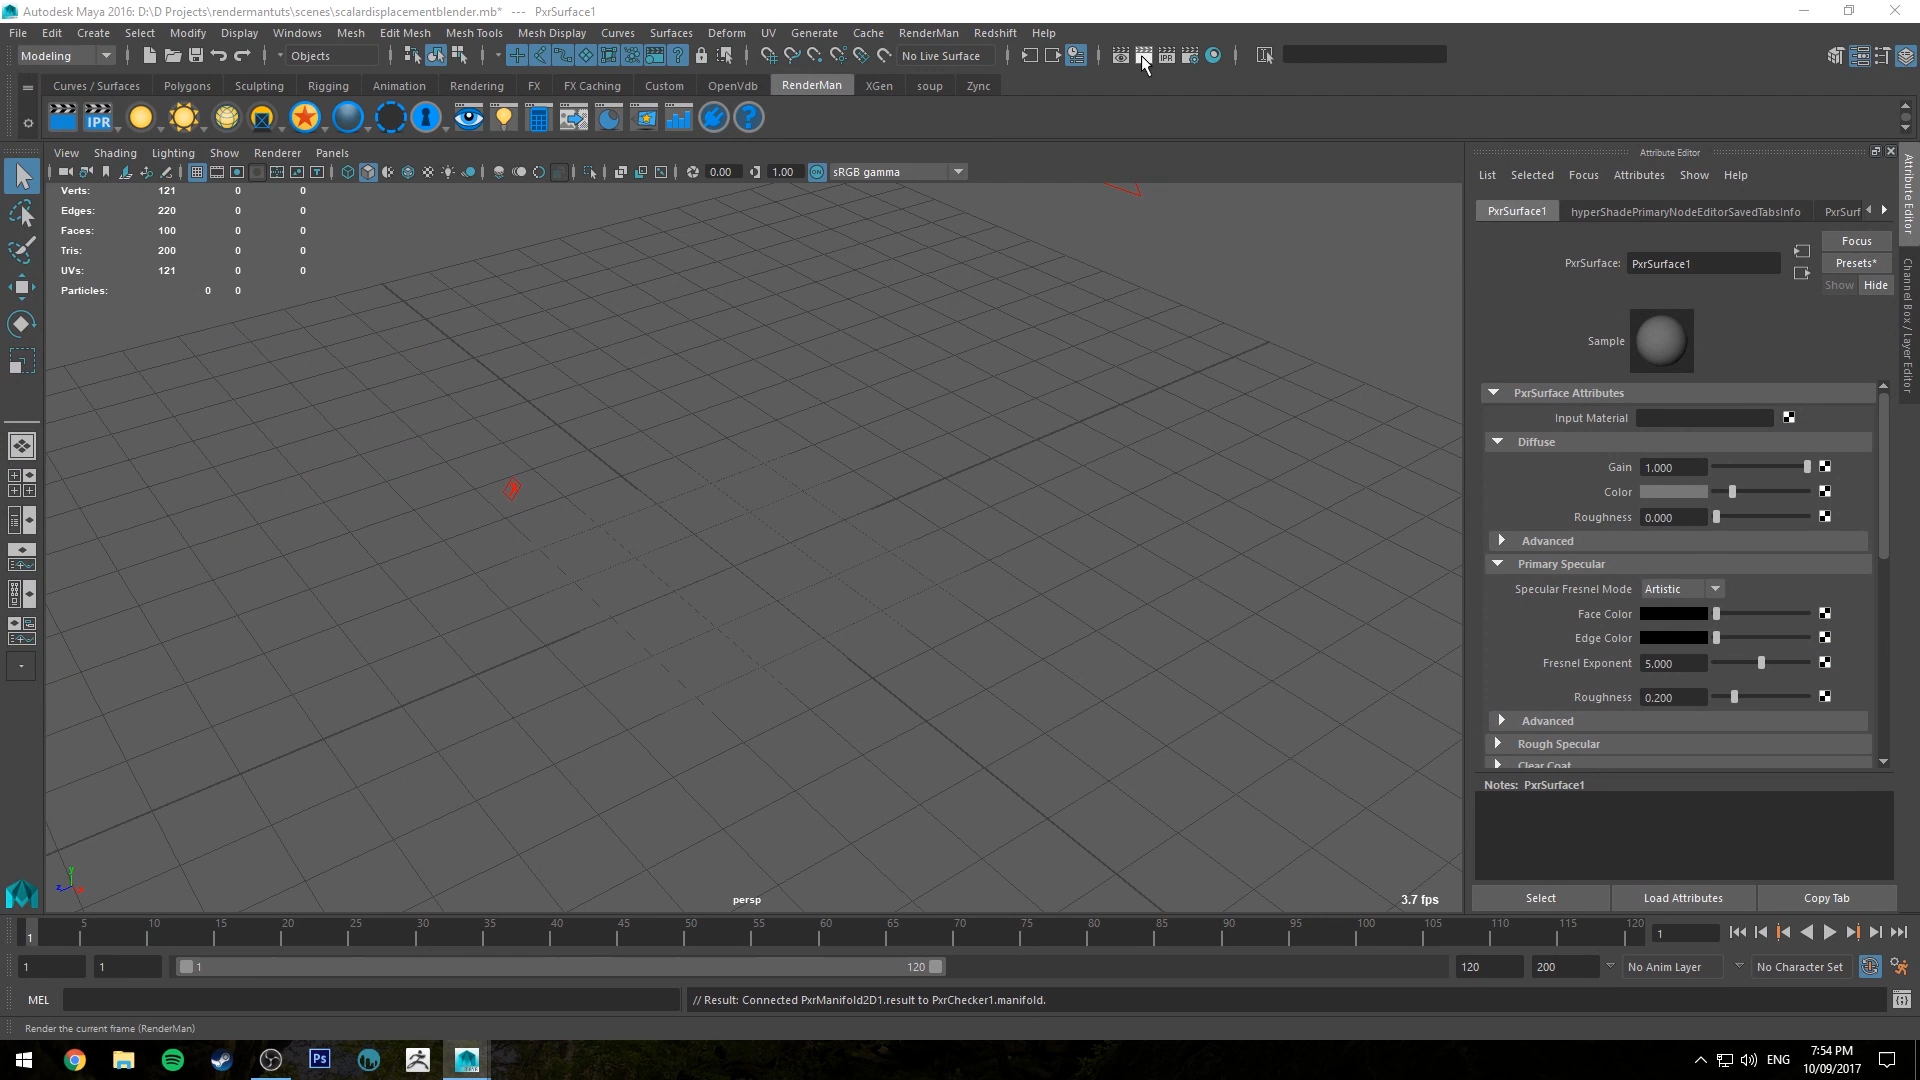 Autodesk Maya 2016: D:\D Projects\rendermantuts\scenes\scalardisplacementblender.mb* --- PxrSurface1
File Edit Create Select Modify Display Windows Mesh Edit Mesh Mesh Tools Mesh Display Curves Surfaces Deform UV Generate Cache RenderMan Redshift Help
Modeling Objects No Live Surface IPR
Curves / Surfaces Polygons Sculpting Rigging Animation Rendering FX FX Caching Custom OpenVdb RenderMan XGen soup Zync
IPR
View Shading Lighting Show Renderer Panels
0.00 1.00 ON sRGB gamma
Verts: 121 0 0
Edges: 220 0 0
Faces: 100 0 0
Tris: 200 0 0
UVs: 121 0 0
Particles: 0 0
y
z
persp
3.7 fps
Attribute Editor
List Selected Focus Attributes Show Help
PxrSurface1 hyperShadePrimaryNodeEditorSavedTabsInfo PxrSurf
Focus
PxrSurface: PxrSurface1
Presets*
Show Hide
Sample
PxrSurface Attributes
Input Material
Diffuse
Gain 1.000
Color
Roughness 0.000
Advanced
Primary Specular
Specular Fresnel Mode Artistic
Face Color
Edge Color
Fresnel Exponent 5.000
Roughness 0.200
Advanced
Rough Specular
Clear Coat
Notes: PxrSurface1
Select Load Attributes Copy Tab
Attribute Editor
Channel Box / Layer Editor
5 10 15 20 25 30 35 40 45 50 55 60 65 70 75 80 85 90 95 100 105 110 115 120
1 1
1 1 1 120 120 200 No Anim Layer No Character Set
MEL // Result: Connected PxrManifold2D1.result to PxrChecker1.manifold.
Render the current frame (RenderMan)
Ps
ENG
7:54 PM
10/09/2017